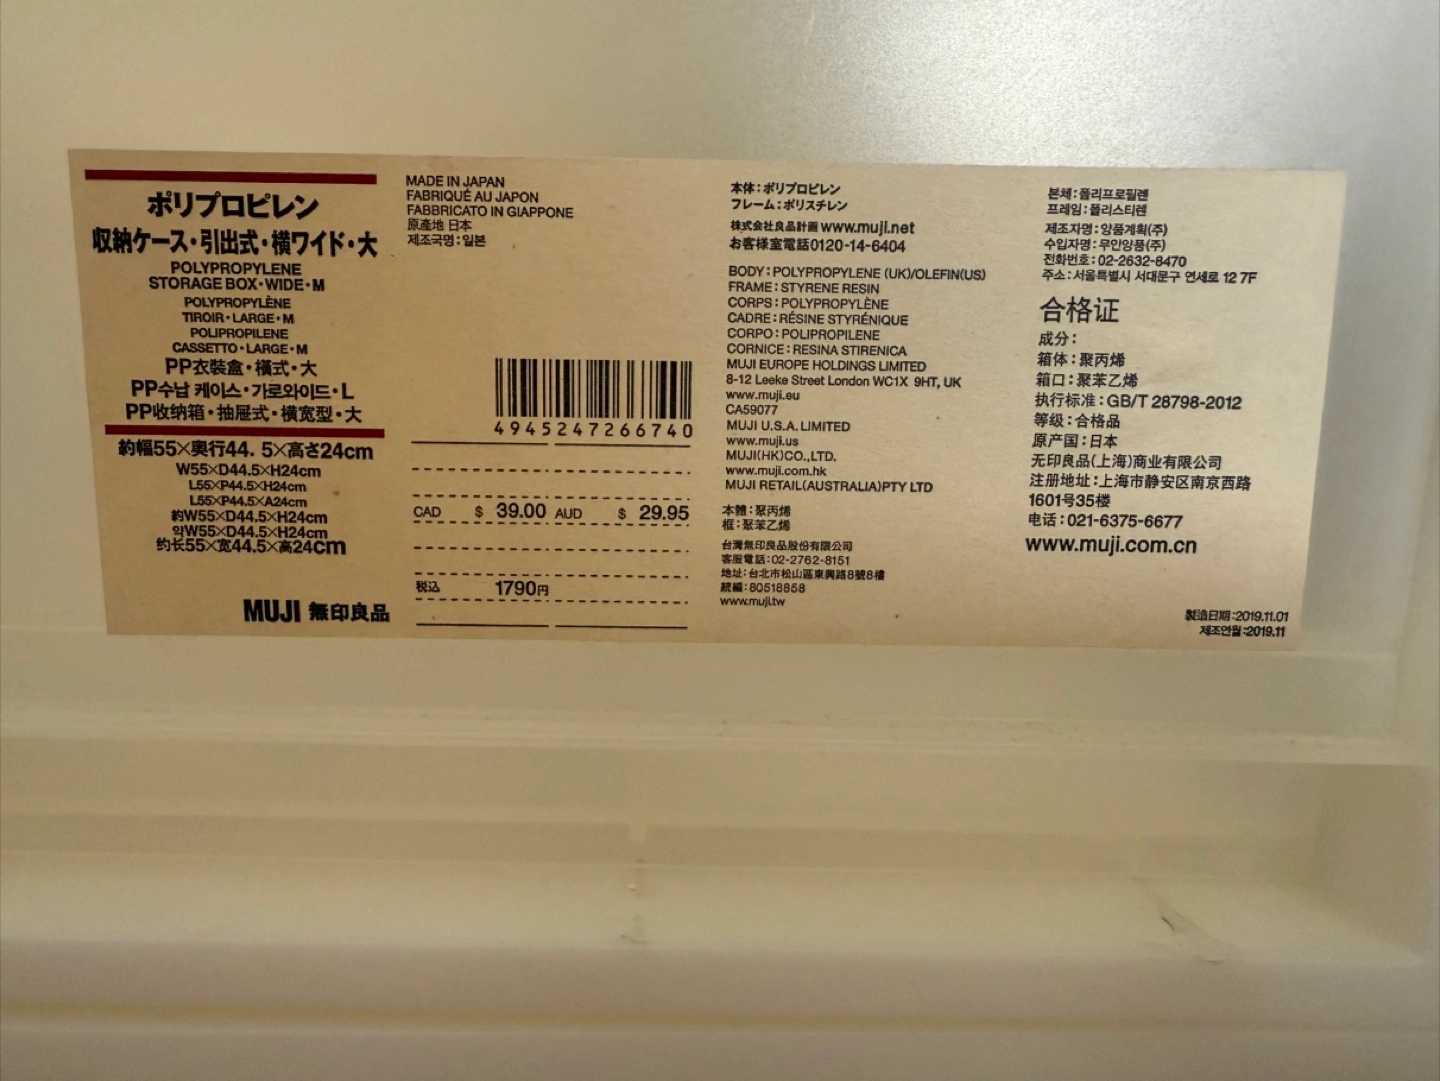 ポリプロピレン
収納ケース・引出式・横ワイド・大
POLYPROPYLENE
STORAGE BOX・WIDE・M
POLYPROPYLÈNE
TIROIR・LARGE・M
POLIPROPILENE
CASSETTO・LARGE・M
PP衣裝盒・橫式・大
PP수납 케이스・가로와이드・L
PP收纳箱・抽屉式・横宽型・大
約幅55×奥行44.5×高さ24cm
W55×D44.5×H24cm
L55×P44.5×H24cm
L55×P44.5×A24cm
約W55×D44.5×H24cm
약W55×D44.5×H24cm
约长55×宽44.5×高24cm
MUJI 無印良品
MADE IN JAPAN
FABRIQUÉ AU JAPON
FABBRICATO IN GIAPPONE
原產地 日本
제조국명:일본
4945247266740
CAD $ 39.00 AUD $ 29.95
税込 1790円
本体:ポリプロピレン
フレーム:ポリスチレン
株式会社良品計画 www.muji.net
お客様室電話0120-14-6404
BODY:POLYPROPYLENE (UK)/OLEFIN(US)
FRAME:STYRENE RESIN
CORPS:POLYPROPYLÈNE
CADRE:RÉSINE STYRÉNIQUE
CORPO:POLIPROPILENE
CORNICE:RESINA STIRENICA
MUJI EUROPE HOLDINGS LIMITED
8-12 Leeke Street London WC1X 9HT, UK
www.muji.eu
CA59077
MUJI U.S.A. LIMITED
www.muji.us
MUJI(HK)CO.,LTD.
www.muji.com.hk
MUJI RETAIL(AUSTRALIA)PTY LTD
本體:聚丙烯
框:聚苯乙烯
台灣無印良品股份有限公司
客服電話:02-2762-8151
地址:台北市松山區東興路8號8樓
統編:80518858
www.muji.tw
본체:폴리프로필렌
프레임:폴리스티렌
제조자명:양품계획(주)
수입자명:무인양품(주)
전화번호:02-2632-8470
주소:서울특별시 서대문구 연세로 12 7F
合格证
成分:
箱体:聚丙烯
箱口:聚苯乙烯
执行标准:GB/T 28798-2012
等级:合格品
原产国:日本
无印良品(上海)商业有限公司
注册地址:上海市静安区南京西路
1601号35楼
电话:021-6375-6677
www.muji.com.cn
製造日期:2019.11.01
제조연월:2019.11